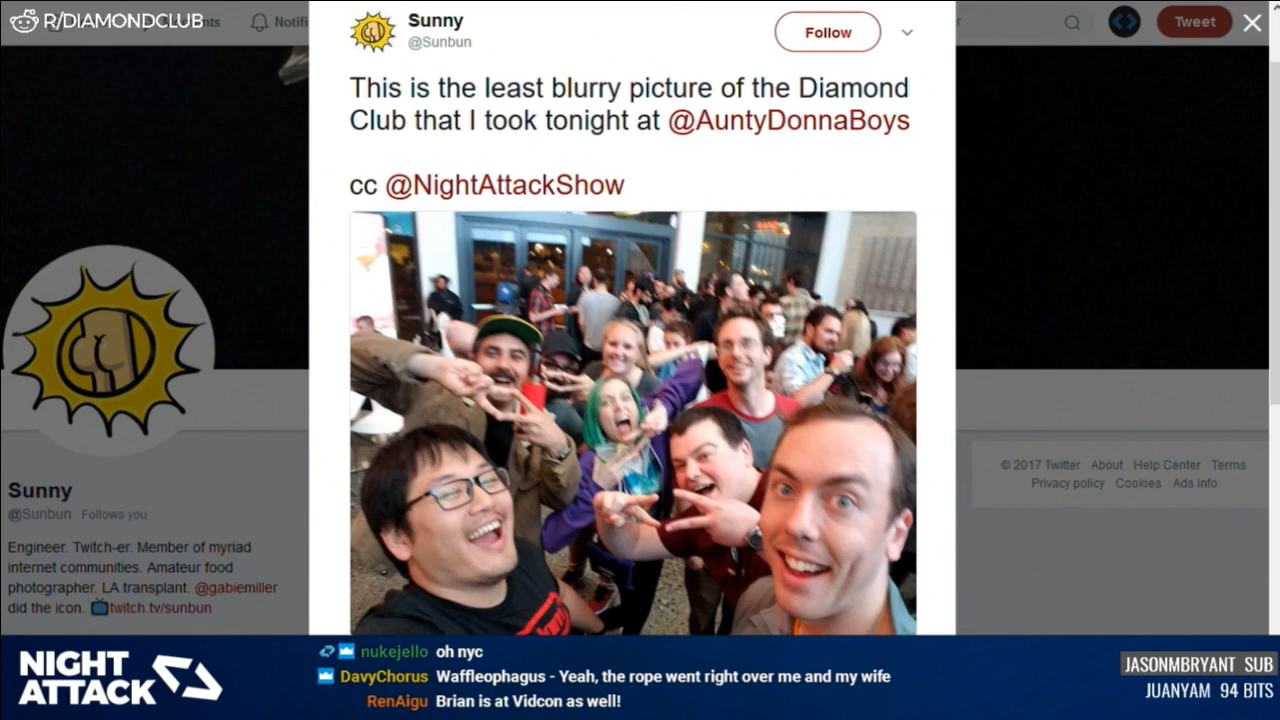 R/DIAMONDCLUB
Notifi
Tweet
Sunny
@Sunbun
Follow
This is the least blurry picture of the Diamond
Club that I took tonight at @AuntyDonnaBoys
cc @NightAttackShow
Sunny
@Sunbun Follows you
Engineer. Twitch-er. Member of myriad
internet communities. Amateur food
photographer. LA transplant. @gabiemiller
did the icon. twitch.tv/sunbun
© 2017 Twitter About Help Center Terms
Privacy policy Cookies Ads info
NIGHT
ATTACK
nukejello oh nyc
DavyChorus Waffleophagus - Yeah, the rope went right over me and my wife
RenAigu Brian is at Vidcon as well!
JASONMBRYANT SUB
JUANYAM 94 BITS